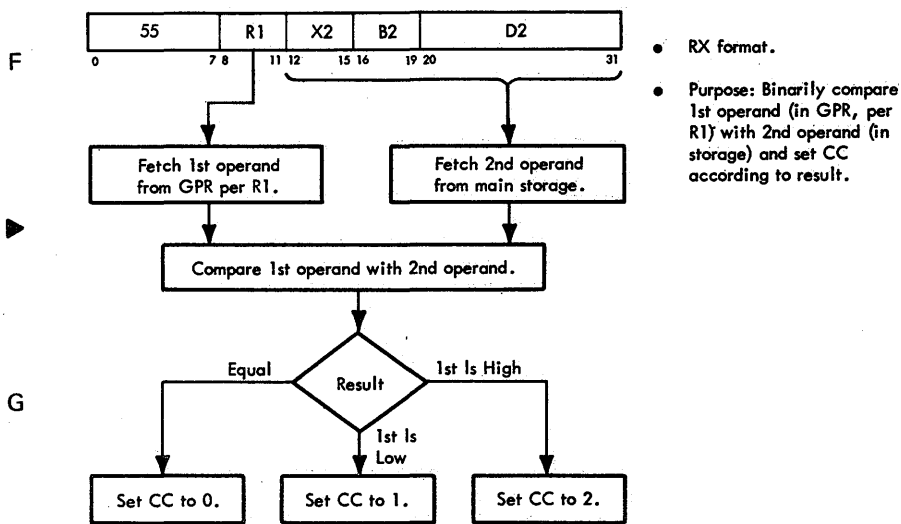 55 R1 X2 B2 D2
0 7 8 11 12 15 16 19 20 31
F
• RX format.
• Purpose: Binarily compare
1st operand (in GPR, per
R1) with 2nd operand (in
storage) and set CC
according to result.
Fetch 1st operand
from GPR per R1.
Fetch 2nd operand
from main storage.
Compare 1st operand with 2nd operand.
Equal
Result
1st Is High
G
1st Is
Low
Set CC to 0.
Set CC to 1.
Set CC to 2.